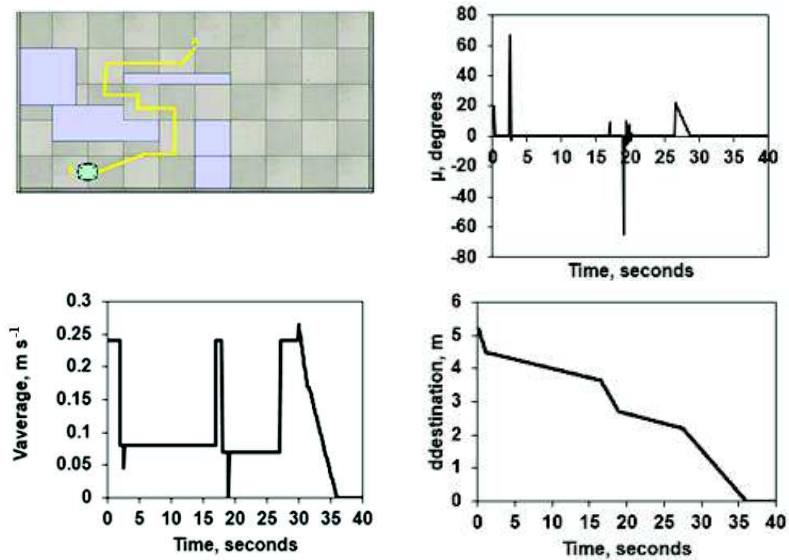 80
60
40
20
0
-20
-40
-60
-80
0 5 10 15 20 25 30 35 40
μ, degrees
Time, seconds
0.3
0.25
0.2
0.15
0.1
0.05
0
0 5 10 15 20 25 30 35 40
Vaverage, m s⁻¹
Time, seconds
6
5
4
3
2
1
0
0 5 10 15 20 25 30 35 40
ddestination, m
Time, seconds